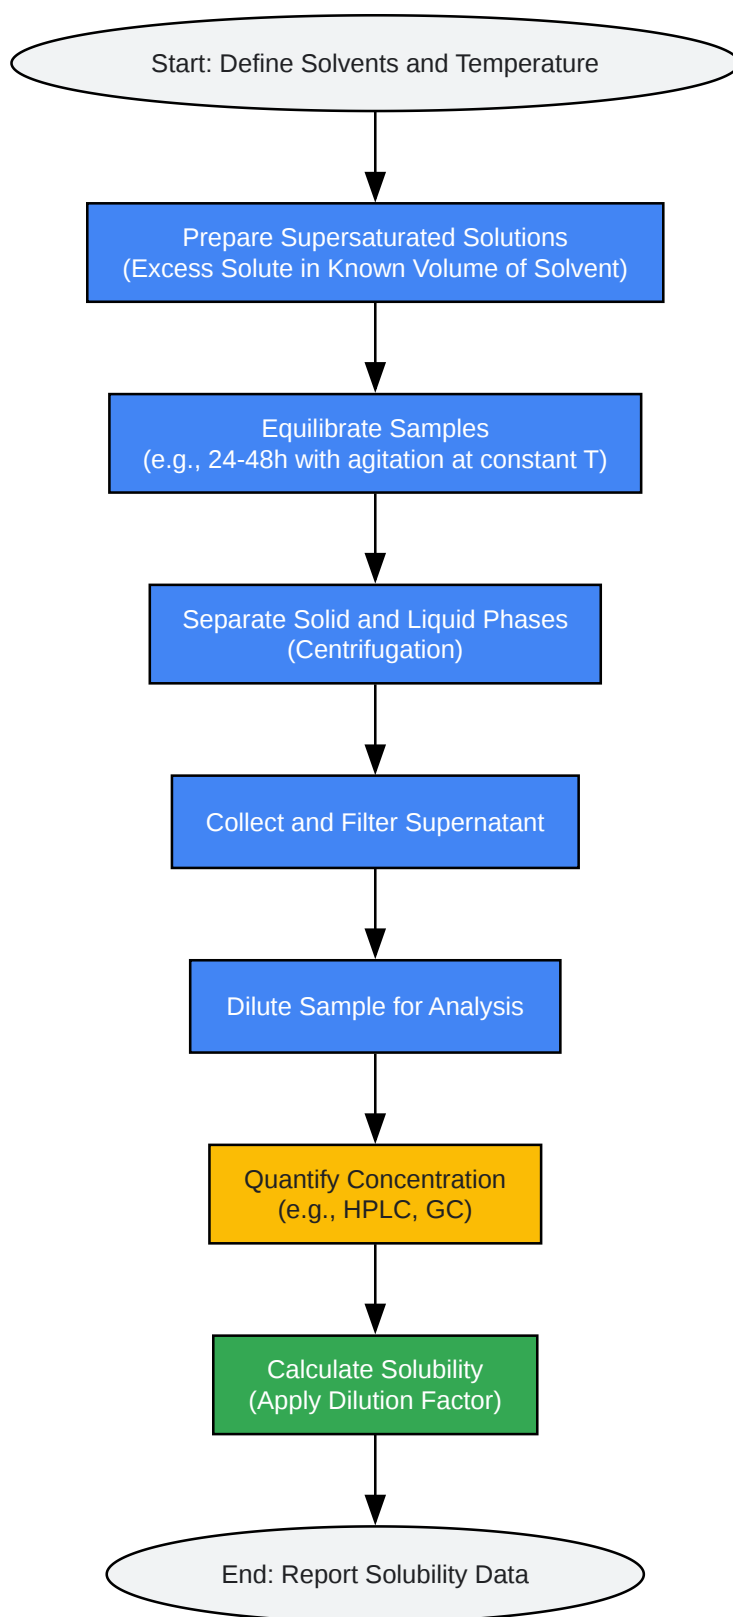 Start: Define Solvents and Temperature
Prepare Supersaturated Solutions
(Excess Solute in Known Volume of Solvent)
Equilibrate Samples
(e.g., 24-48h with agitation at constant T)
Separate Solid and Liquid Phases
(Centrifugation)
Collect and Filter Supernatant
Dilute Sample for Analysis
Quantify Concentration
(e.g., HPLC, GC)
Calculate Solubility
(Apply Dilution Factor)
End: Report Solubility Data